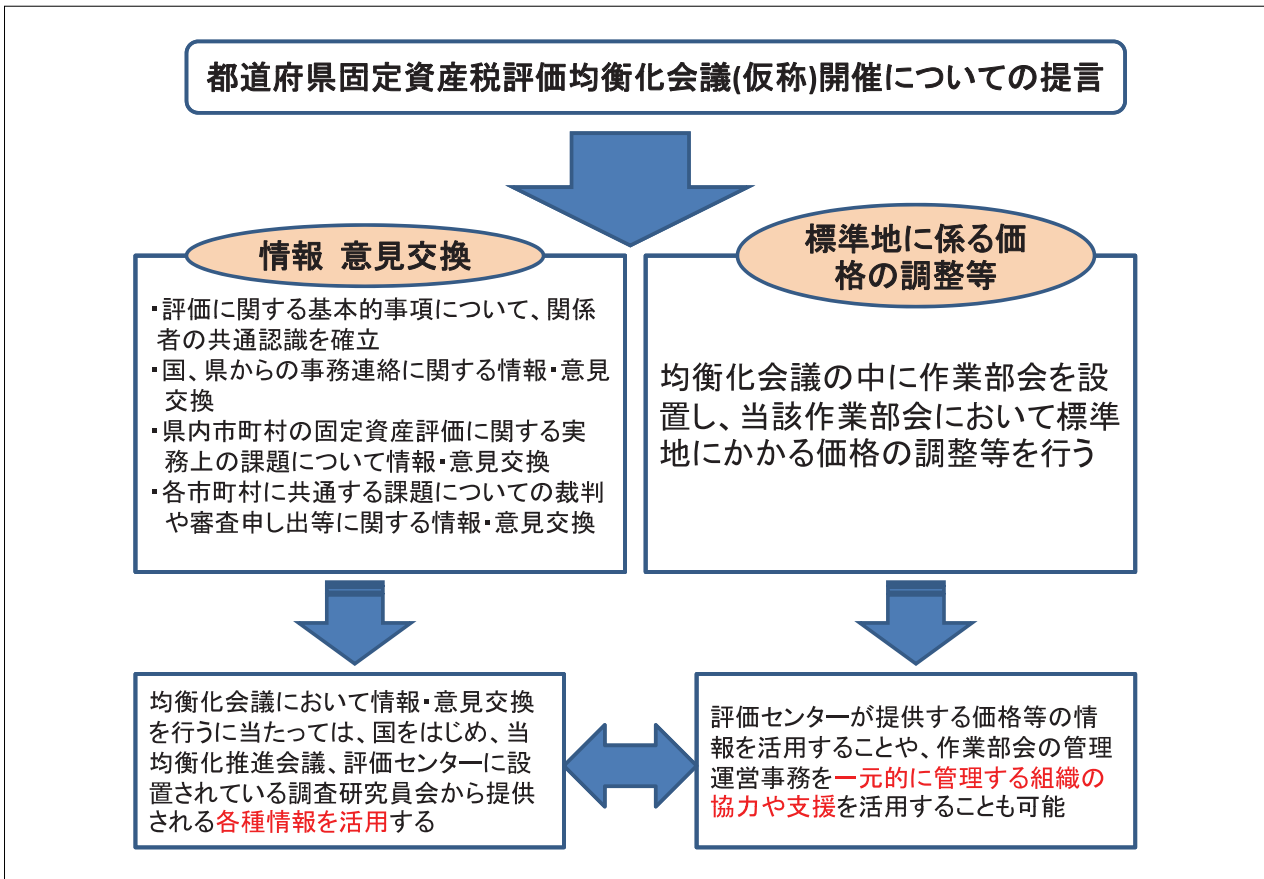 都道府県固定資産税評価均衡化会議(仮称)開催についての提言
情報 意見交換
・評価に関する基本的事項について、関係
者の共通認識を確立
・国、県からの事務連絡に関する情報・意見
交換
・県内市町村の固定資産評価に関する実
務上の課題について情報・意見交換
・各市町村に共通する課題についての裁判
や審査申し出等に関する情報・意見交換
標準地に係る価
格の調整等
均衡化会議の中に作業部会を設
置し、当該作業部会において標準
地にかかる価格の調整等を行う
均衡化会議において情報・意見交換
を行うに当たっては、国をはじめ、当
均衡化推進会議、評価センターに設
置されている調査研究員会から提供
される各種情報を活用する
評価センターが提供する価格等の情
報を活用することや、作業部会の管理
運営事務を一元的に管理する組織の
協力や支援を活用することも可能